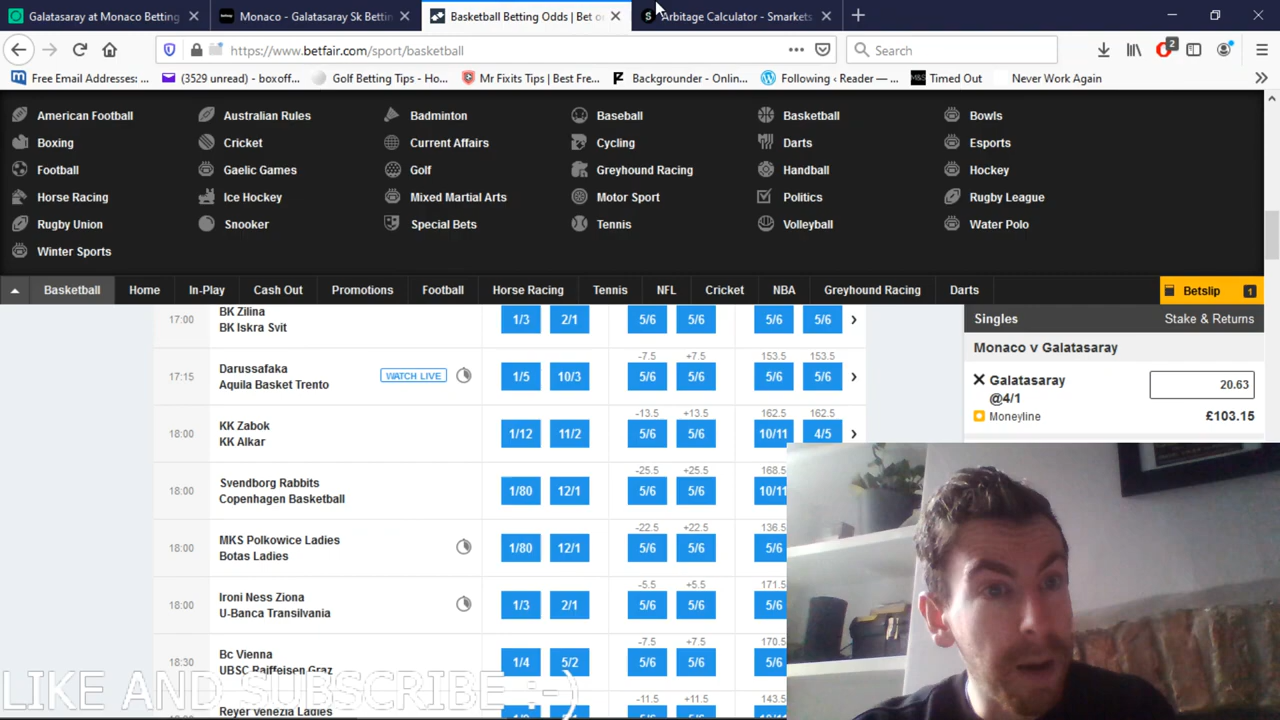 Galatasaray at Monaco Betting
Monaco - Galatasaray Sk Bettin
Basketball Betting Odds | Bet o
Arbitage Calculator - Smarkets
https://www.betfair.com/sport/basketball
Search
2
Free Email Addresses: ...
(3529 unread) - boxoff...
Golf Betting Tips - Ho...
Mr Fixits Tips | Best Fre...
Backgrounder - Onlin...
Following ‹ Reader — ...
Timed Out
Never Work Again
American Football
Australian Rules
Badminton
Baseball
Basketball
Bowls
Boxing
Cricket
Current Affairs
Cycling
Darts
Esports
Football
Gaelic Games
Golf
Greyhound Racing
Handball
Hockey
Horse Racing
Ice Hockey
Mixed Martial Arts
Motor Sport
Politics
Rugby League
Rugby Union
Snooker
Special Bets
Tennis
Volleyball
Water Polo
Winter Sports
Basketball
Home
In-Play
Cash Out
Promotions
Football
Horse Racing
Tennis
NFL
Cricket
NBA
Greyhound Racing
Darts
Betslip 1
17:00
BK Zilina
BK Iskra Svit
1/3 2/1 5/6 5/6 5/6 5/6
17:15
Darussafaka
Aquila Basket Trento
WATCH LIVE
-7.5 +7.5 153.5 153.5
1/5 10/3 5/6 5/6 5/6 5/6
18:00
KK Zabok
KK Alkar
-13.5 +13.5 162.5 162.5
1/12 11/2 5/6 5/6 10/11 4/5
18:00
Svendborg Rabbits
Copenhagen Basketball
-25.5 +25.5 168.5
1/80 12/1 5/6 5/6 10/11
18:00
MKS Polkowice Ladies
Botas Ladies
-22.5 +22.5 136.5
1/80 12/1 5/6 5/6 5/6
18:00
Ironi Ness Ziona
U-Banca Transilvania
-5.5 +5.5 171.5
1/3 2/1 5/6 5/6 5/6
18:30
Bc Vienna
UBSC Raiffeisen Graz
-7.5 +7.5 170.5
1/4 5/2 5/6 5/6 5/6
Reyer Venezia Ladies
-11.5 +11.5 143.5
Singles
Stake & Returns
Monaco v Galatasaray
Galatasaray
@4/1
20.63
Moneyline
£103.15
LIKE AND SUBSCRIBE :-)